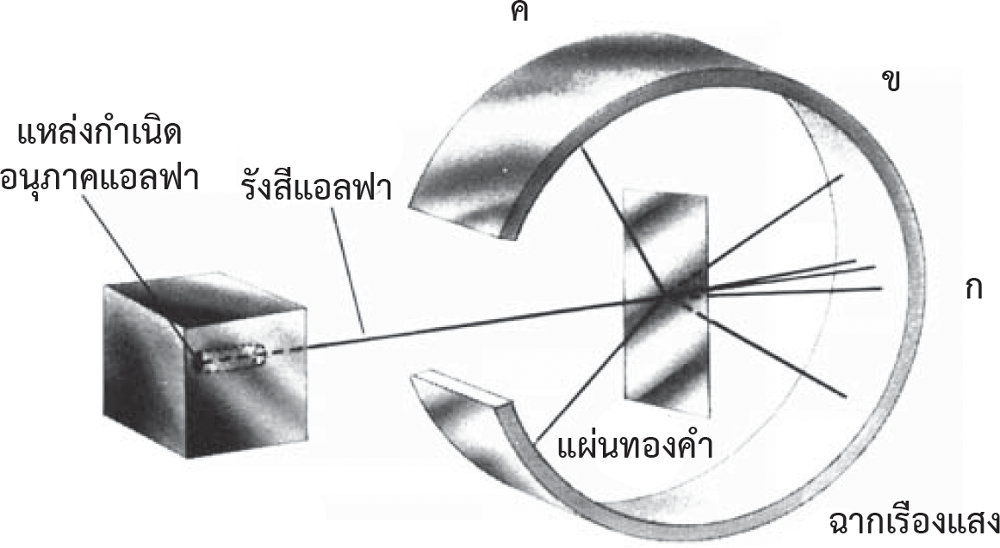 ค
ข
แหล่งกำเนิด
อนุภาคแอลฟา
รังสีแอลฟา
ก
แผ่นทองคำ
ฉากเรืองแสง